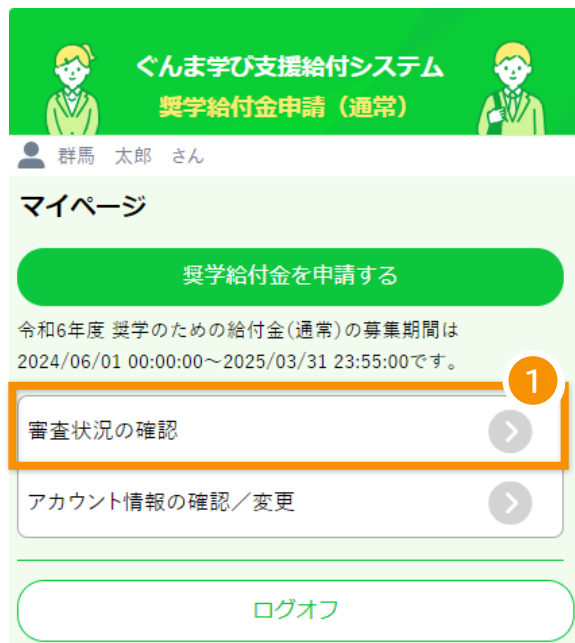 ぐんま学び支援給付システム
奨学給付金申請（通常）
群馬　太郎　さん
マイページ
奨学給付金を申請する
令和6年度 奨学のための給付金(通常)の募集期間は
2024/06/01 00:00:00～2025/03/31 23:55:00です。
1
審査状況の確認
アカウント情報の確認／変更
ログオフ